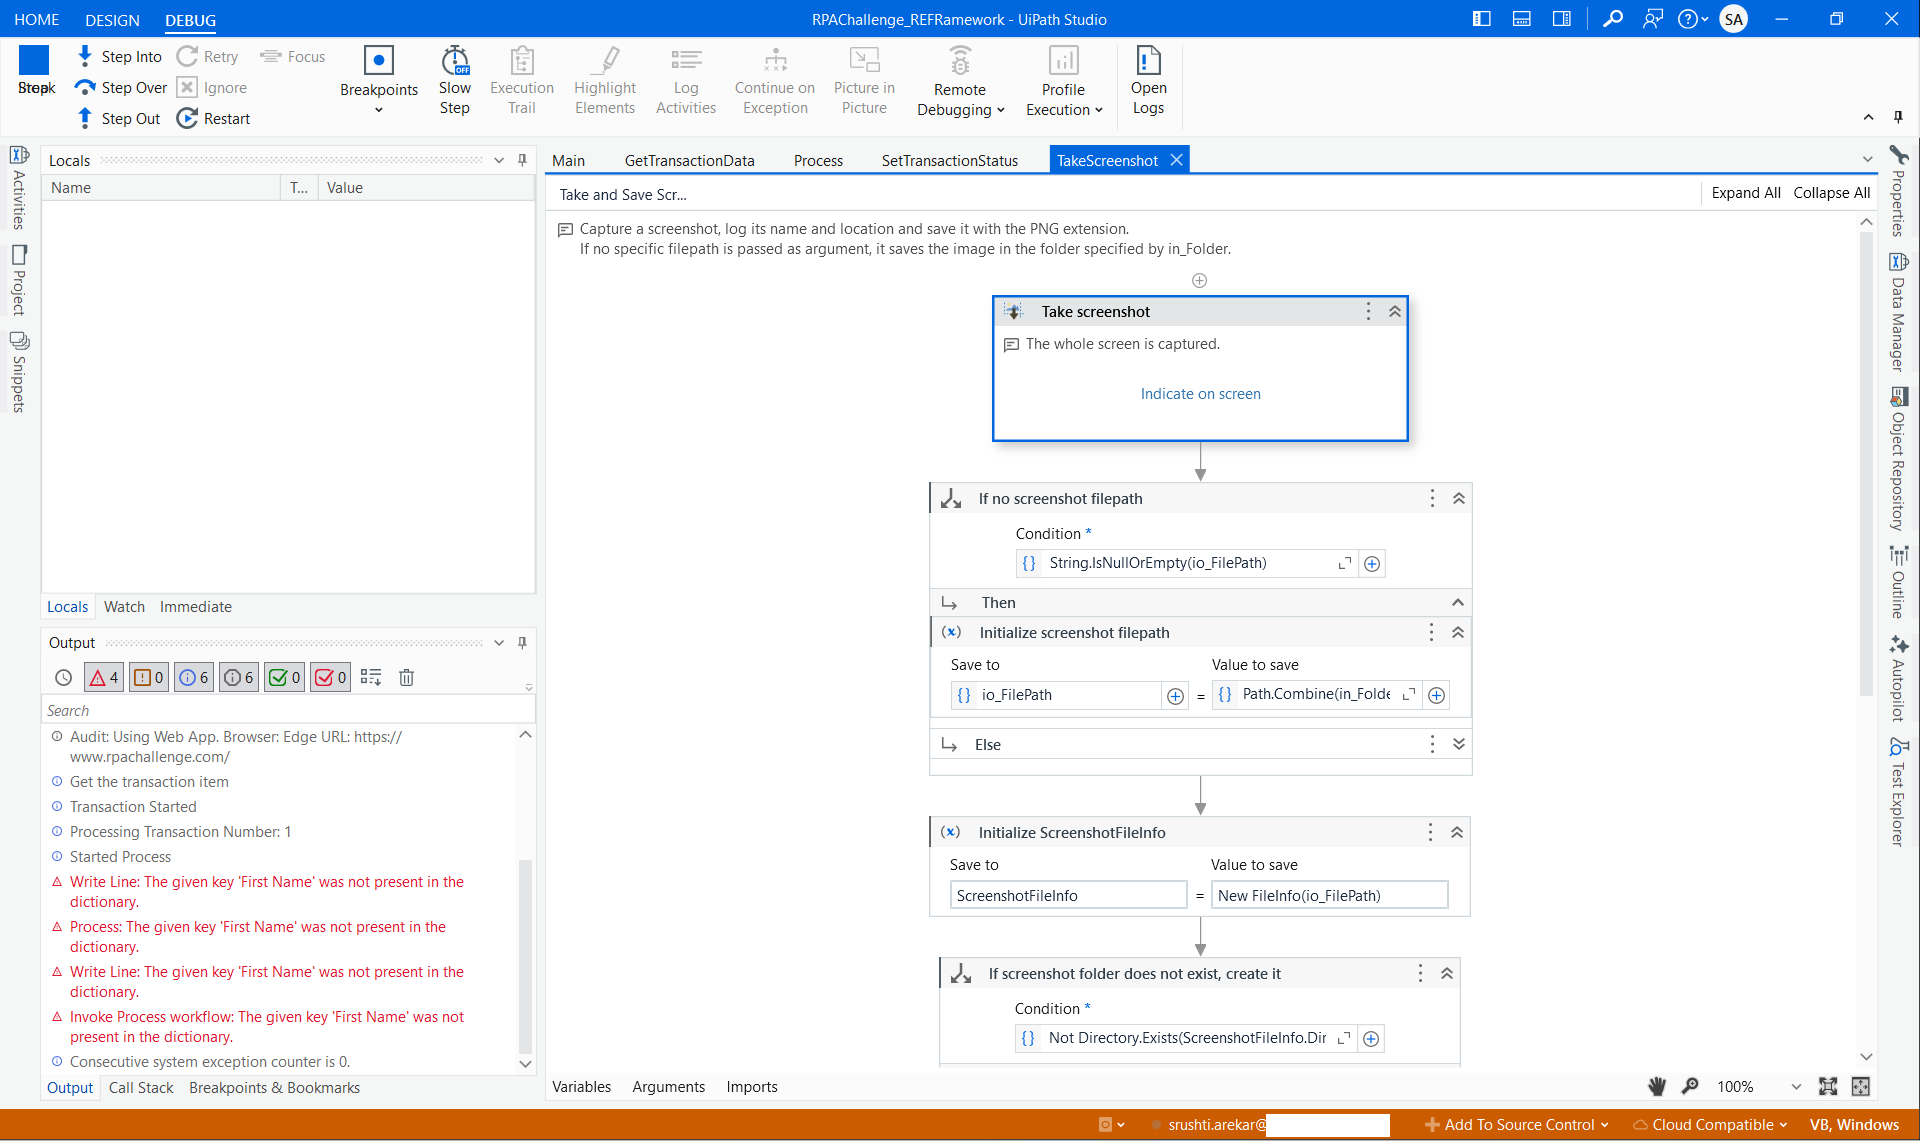 HOME DESIGN DEBUG
RPAChallenge_REFRamework - UiPath Studio
SA
Step Into
Step Over
Step Out
Retry
Ignore
Restart
Focus
Breakpoints
Slow
Step
OFF
Execution
Trail
Highlight
Elements
Log
Activities
Continue on
Exception
Picture in
Picture
Remote
Debugging
Profile
Execution
Open
Logs
Activities
Project
Snippets
Locals
Name T... Value
Locals Watch Immediate
Output
4 0 6 6 0 0
Search
Audit: Using Web App. Browser: Edge URL: https://
www.rpachallenge.com/
Get the transaction item
Transaction Started
Processing Transaction Number: 1
Started Process
Write Line: The given key 'First Name' was not present in the
dictionary.
Process: The given key 'First Name' was not present in the
dictionary.
Write Line: The given key 'First Name' was not present in the
dictionary.
Invoke Process workflow: The given key 'First Name' was not
present in the dictionary.
Consecutive system exception counter is 0.
Output Call Stack Breakpoints & Bookmarks
Main GetTransactionData Process SetTransactionStatus TakeScreenshot
Take and Save Scr...
Expand All Collapse All
Capture a screenshot, log its name and location and save it with the PNG extension.
If no specific filepath is passed as argument, it saves the image in the folder specified by in_Folder.
Take screenshot
The whole screen is captured.
Indicate on screen
If no screenshot filepath
Condition *
{} String.IsNullOrEmpty(io_FilePath)
Then
(x) Initialize screenshot filepath
Save to Value to save
{} io_FilePath = {} Path.Combine(in_Folde
Else
(x) Initialize ScreenshotFileInfo
Save to Value to save
ScreenshotFileInfo = New FileInfo(io_FilePath)
If screenshot folder does not exist, create it
Condition *
{} Not Directory.Exists(ScreenshotFileInfo.Dir
Variables Arguments Imports
100%
Properties
Data Manager
Object Repository
Outline
Autopilot
Test Explorer
srushti.arekar@
Add To Source Control
Cloud Compatible
VB, Windows